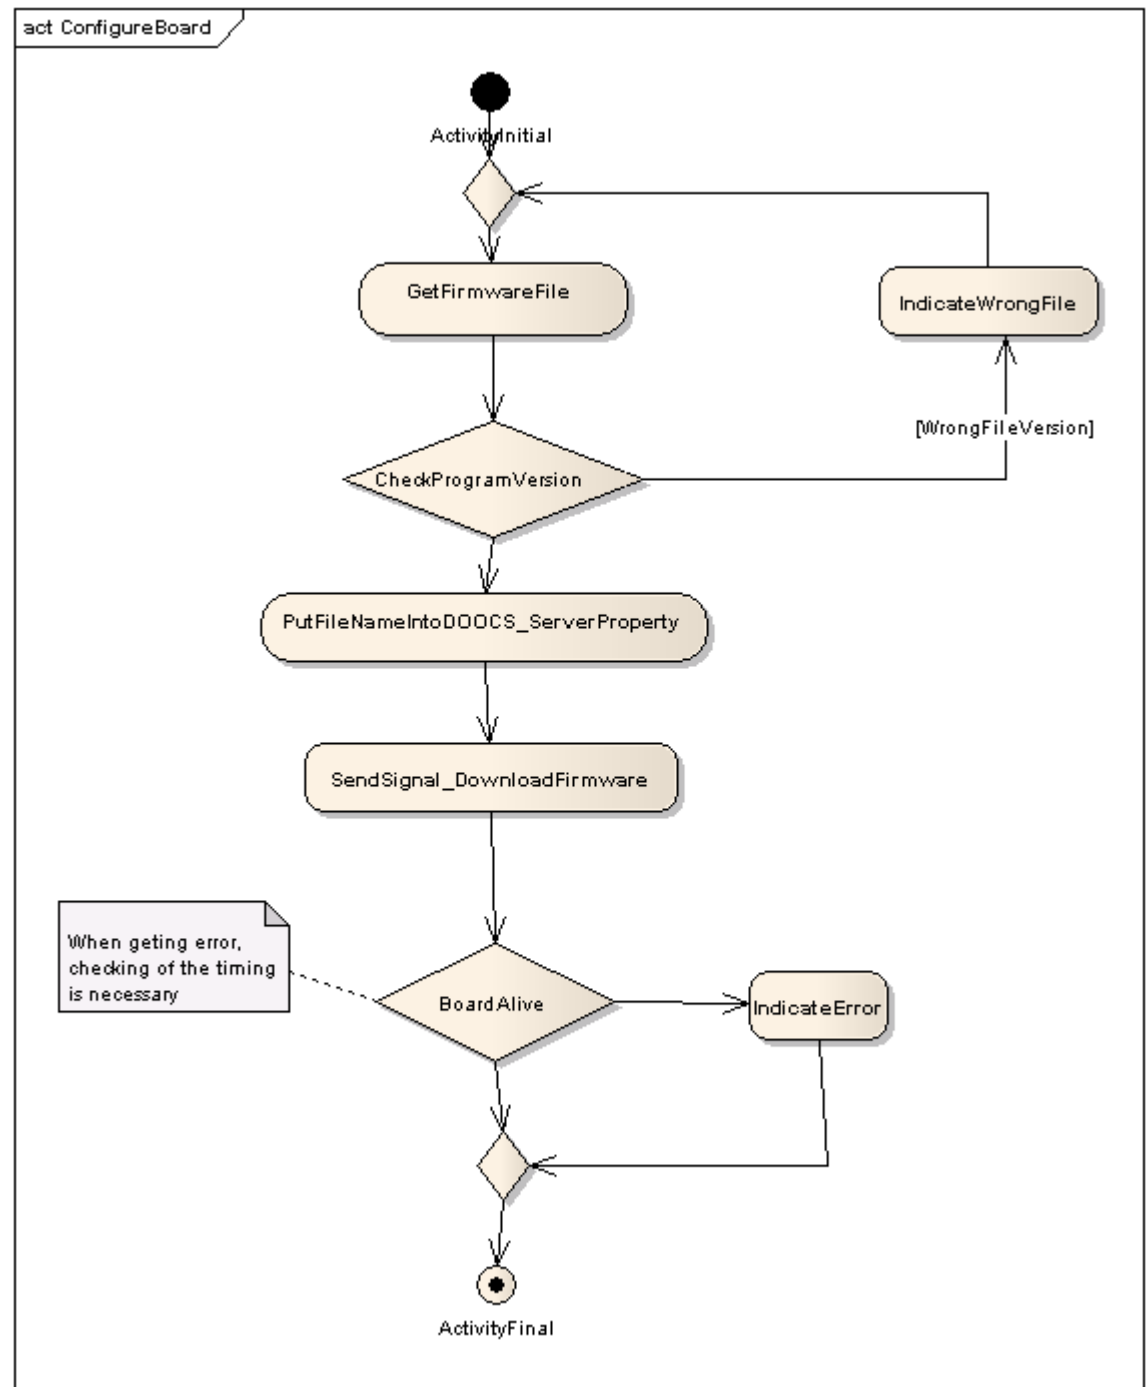 act ConfigureBoard
ActivityInitial
GetFirmwareFile
IndicateWrongFile
[WrongFileVersion]
CheckProgramVersion
PutFileNameIntoDOOCS_ServerProperty
SendSignal_DownloadFirmware
When geting error,
checking of the timing
is necessary
BoardAlive
IndicateError
ActivityFinal